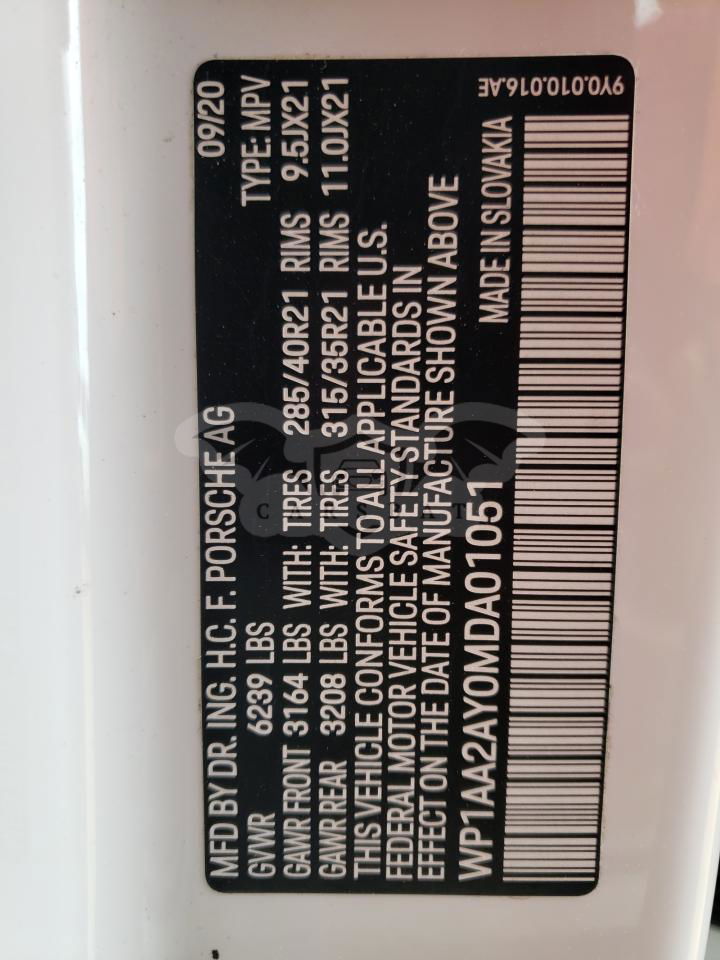 MFD BY DR. ING. H.C. F. PORSCHE AG 09/20
GVWR 6239 LBS TYPE: MPV
GAWR FRONT 3164 LBS WITH: TIRES 285/40R21 RIMS 9.5JX21
GAWR REAR 3208 LBS WITH: TIRES 315/35R21 RIMS 11.0JX21
THIS VEHICLE CONFORMS TO ALL APPLICABLE U.S.
FEDERAL MOTOR VEHICLE SAFETY STANDARDS IN
EFFECT ON THE DATE OF MANUFACTURE SHOWN ABOVE
WP1AA2AY0MDA01051 MADE IN SLOVAKIA
9Y0.010.016.AE